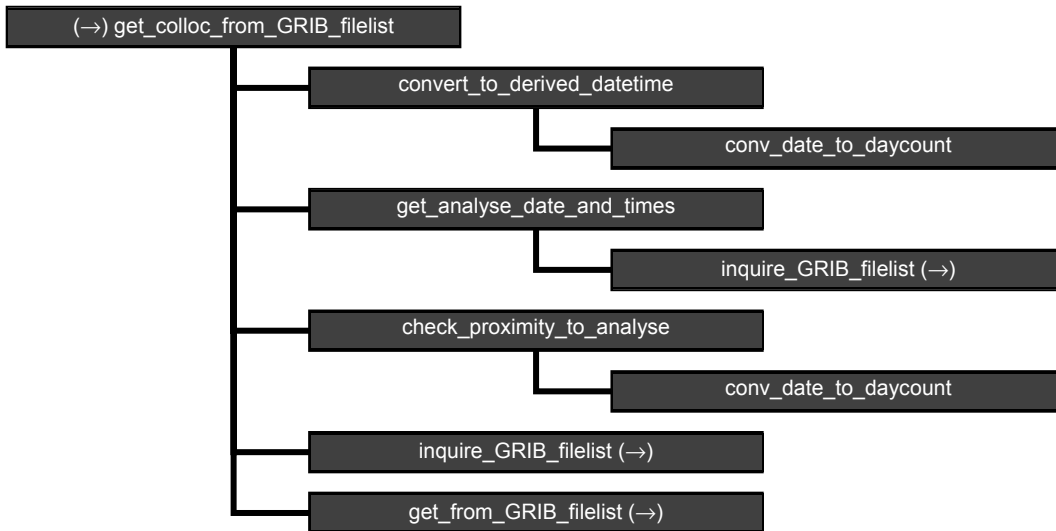 (→) get_colloc_from_GRIB_filelist
convert_to_derived_datetime
conv_date_to_daycount
get_analyse_date_and_times
inquire_GRIB_filelist (→)
check_proximity_to_analyse
conv_date_to_daycount
inquire_GRIB_filelist (→)
get_from_GRIB_filelist (→)